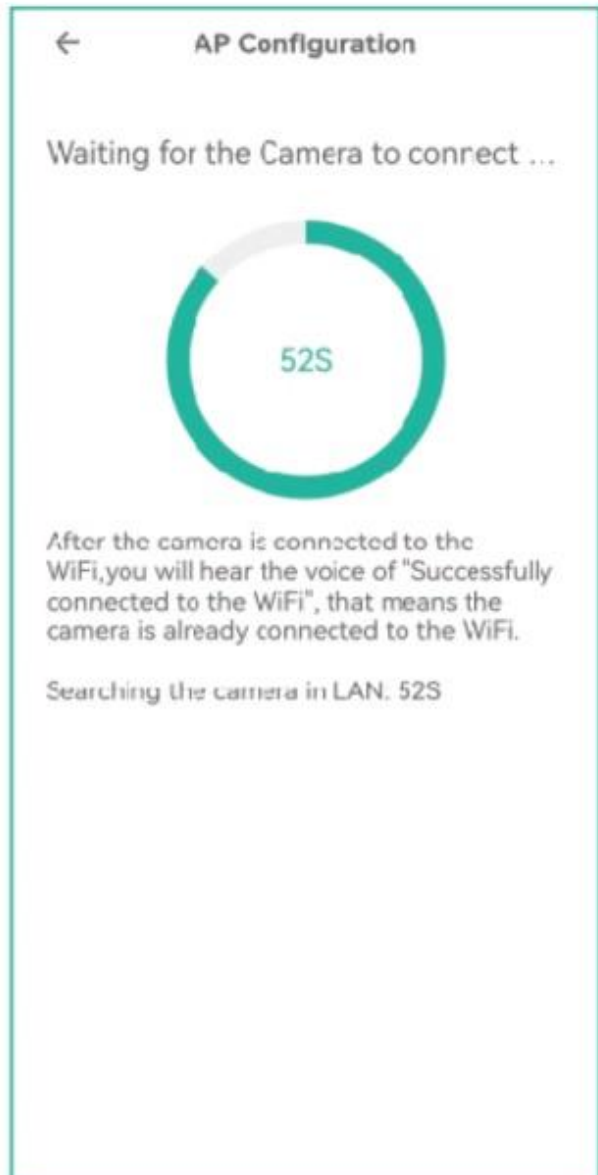 AP Configuration
Waiting for the Camera to connect ...
52S
After the camera is connected to the
WiFi,you will hear the voice of "Successfully
connected to the WiFi", that means the
camera is already connected to the WiFi.
Searching the camera in LAN. 52S